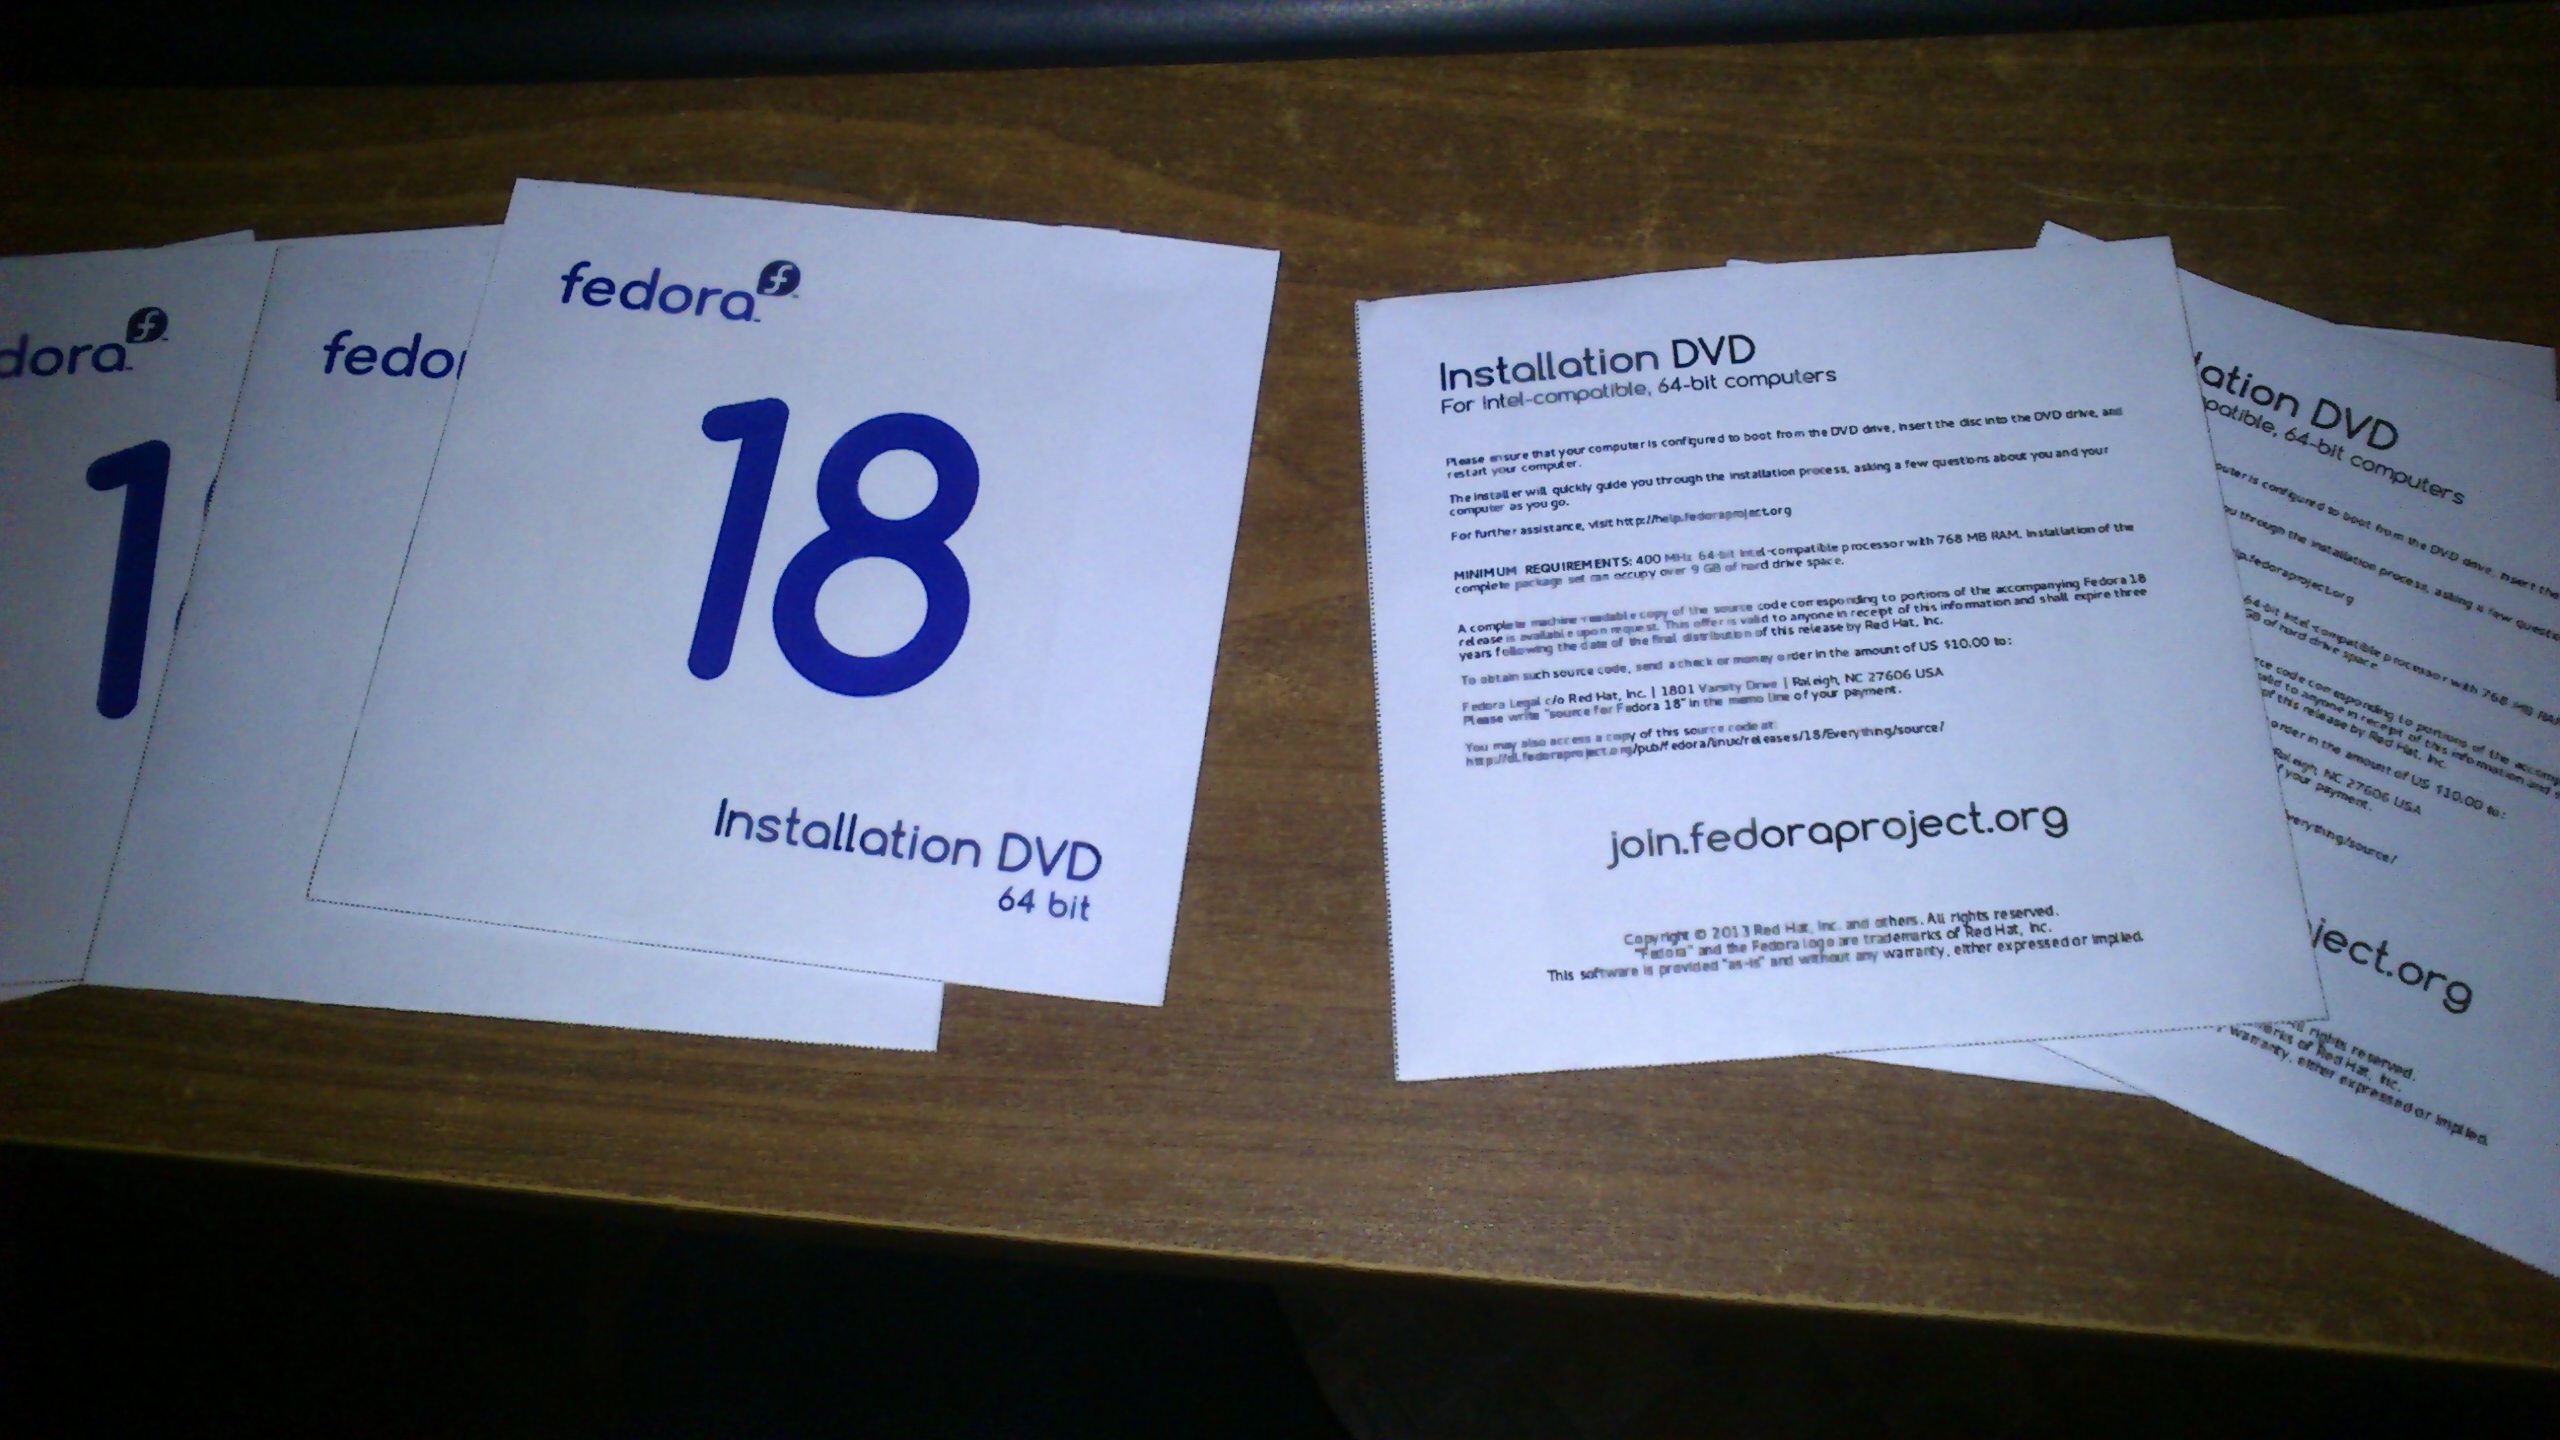 dora
1
fedo
fedora
18
Installation DVD
64 bit
Installation DVD
For Intel-compatible, 64-bit computers
Please ensure that your computer is configured to boot from the DVD drive, insert the disc into the DVD drive, and
restart your computer.
The installer will quickly guide you through the installation process, asking a few questions about you and your
computer as you go.
For further assistance, visit http://help.fedoraproject.org
MINIMUM REQUIREMENTS: 400 MHz 64-bit Intel-compatible processor with 768 MB RAM. Installation of the
complete package set can occupy over 9 GB of hard drive space.
A complete machine-readable copy of the source code corresponding to portions of the accompanying Fedora 18
release is available upon request. This offer is valid to anyone in receipt of this information and shall expire three
years following the date of the final distribution of this release by Red Hat, Inc.
To obtain such source code, send a check or money order in the amount of US $10.00 to:
Fedora Legal c/o Red Hat, Inc. | 1801 Varsity Drive | Raleigh, NC 27606 USA
Please write "source for Fedora 18" in the memo line of your payment.
You may also access a copy of this source code at:
http://dl.fedoraproject.org/pub/fedora/linux/releases/18/Everything/source/
join.fedoraproject.org
Copyright © 2013 Red Hat, Inc. and others. All rights reserved.
"Fedora" and the Fedora logo are trademarks of Red Hat, Inc.
This software is provided "as-is" and without any warranty, either expressed or implied.
lation DVD
patible, 64-bit computers
puter is configured to boot from the DVD drive, insert the
ou through the installation process, asking a few questio
lp.fedoraproject.org
64-bit Intel-compatible processor with 768 MB RAM
GB of hard drive space.
rce code corresponding to portions of the accomp
valid to anyone in receipt of this information and s
of this release by Red Hat, Inc.
order in the amount of US $10.00 to:
Raleigh, NC 27606 USA
f your payment.
verything/source/
ject.org
All rights reserved.
marks of Red Hat, Inc.
warranty, either expressed or implied.